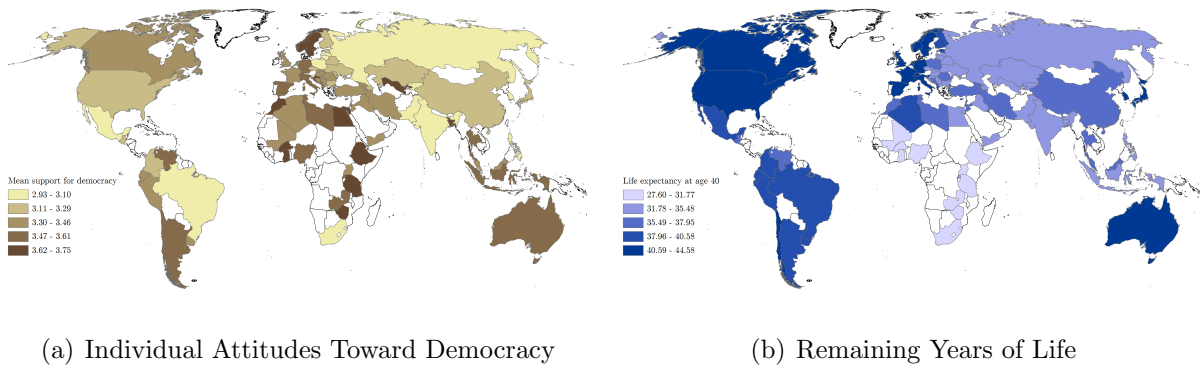 Mean support for democracy
2.93 - 3.10
3.11 - 3.29
3.30 - 3.46
3.47 - 3.61
3.62 - 3.75
Life expectancy at age 40
27.60 - 31.77
31.78 - 35.48
35.49 - 37.95
37.96 - 40.58
40.59 - 44.58
(a) Individual Attitudes Toward Democracy
(b) Remaining Years of Life